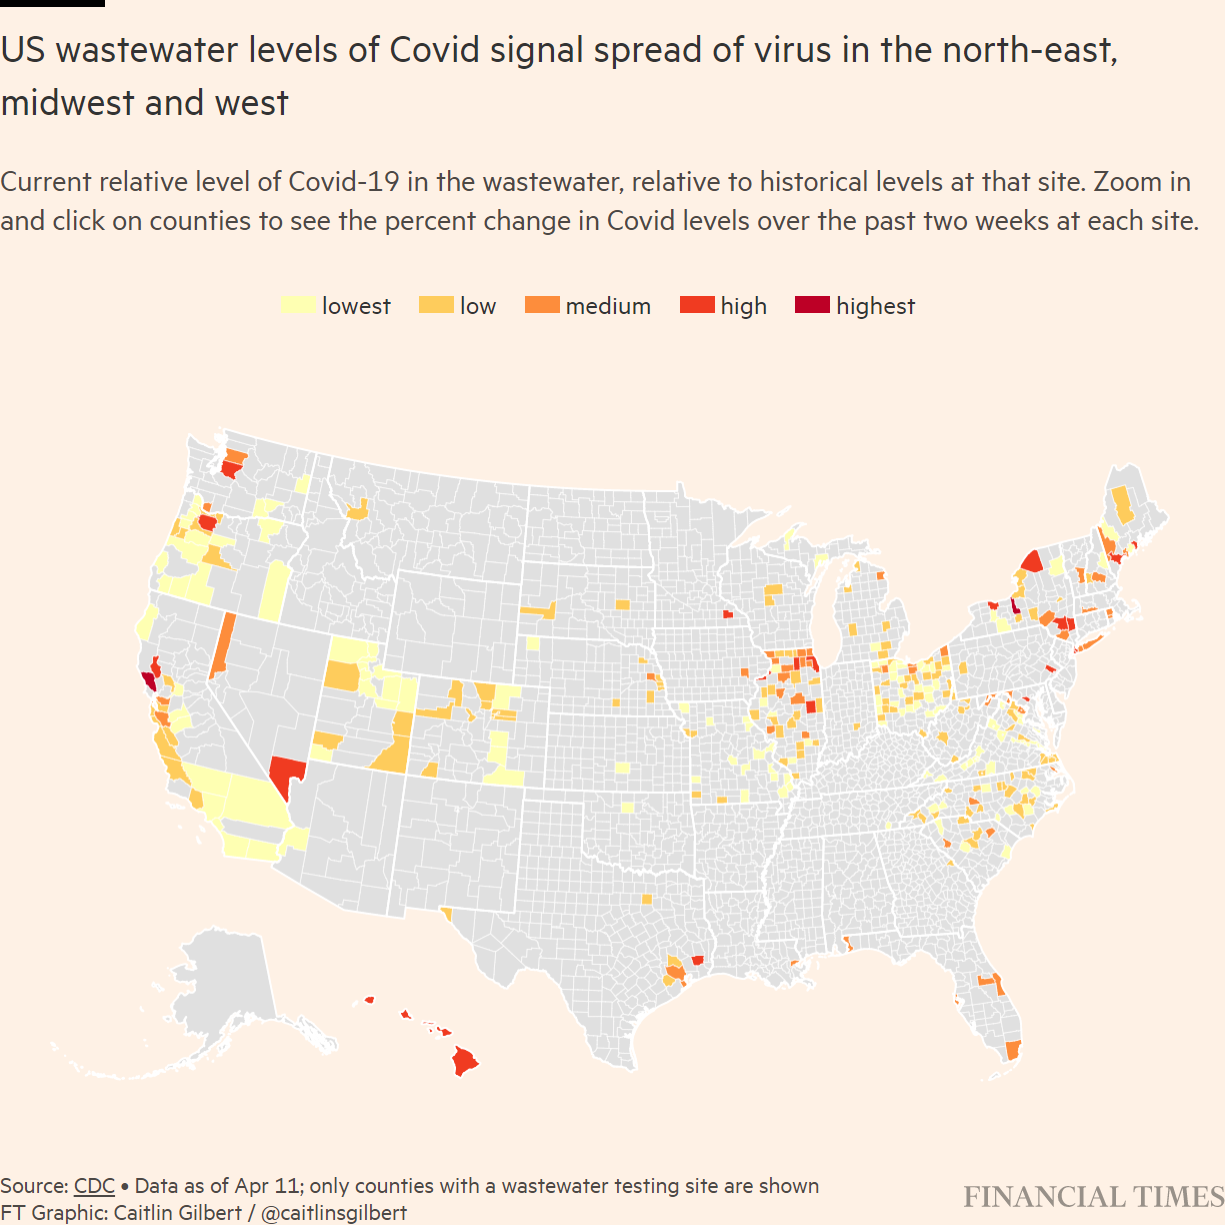 US wastewater levels of Covid signal spread of virus in the north-east,
midwest and west
Current relative level of Covid-19 in the wastewater, relative to historical levels at that site. Zoom in
and click on counties to see the percent change in Covid levels over the past two weeks at each site.
lowest low medium high highest
Source: CDC • Data as of Apr 11; only counties with a wastewater testing site are shown
FT Graphic: Caitlin Gilbert / @caitlinsgilbert
FINANCIAL TIMES